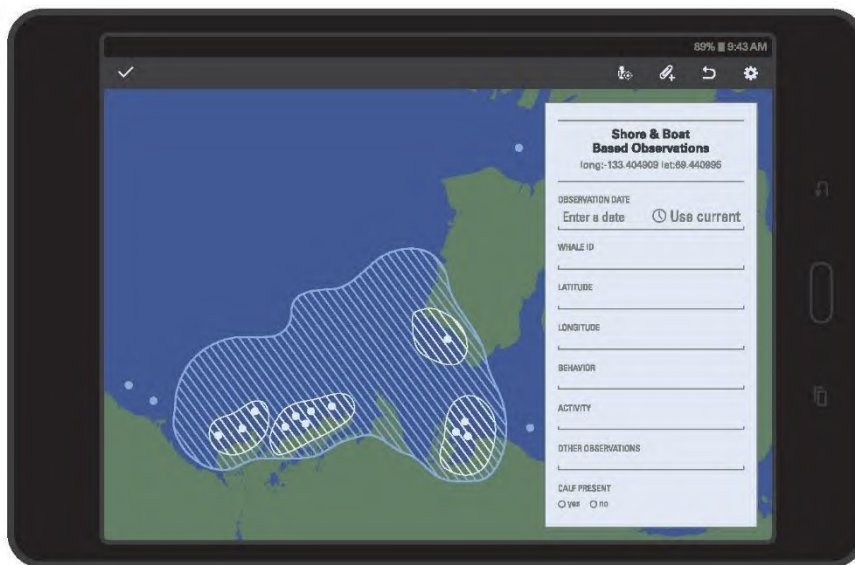 89% 9:43 AM
Shore & Boat
Based Observations
long:-133.404909 lat:69.440995
OBSERVATION DATE
Enter a date Use current
WHALE ID
LATITUDE
LONGITUDE
BEHAVIOR
ACTIVITY
OTHER OBSERVATIONS
CALF PRESENT
yes no